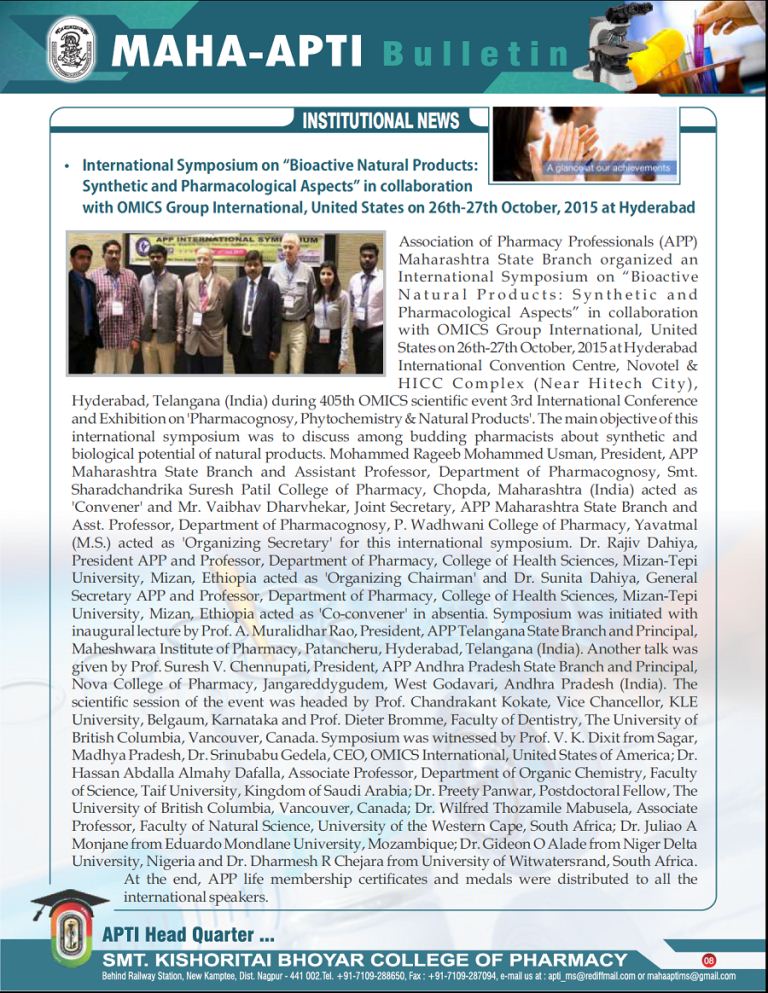 MAHA-APTI Bulletin
INSTITUTIONAL NEWS
A glance at our achievements
• International Symposium on “Bioactive Natural Products:
Synthetic and Pharmacological Aspects” in collaboration
with OMICS Group International, United States on 26th-27th October, 2015 at Hyderabad
APP INTERNATIONAL SYMPOSIUM
Association of Pharmacy Professionals (APP)
Maharashtra State Branch organized an
International Symposium on “Bioactive
Natural Products: Synthetic and
Pharmacological Aspects” in collaboration
with OMICS Group International, United
States on 26th-27th October, 2015 at Hyderabad
International Convention Centre, Novotel &
HICC Complex (Near Hitech City),
Hyderabad, Telangana (India) during 405th OMICS scientific event 3rd International Conference
and Exhibition on 'Pharmacognosy, Phytochemistry & Natural Products'. The main objective of this
international symposium was to discuss among budding pharmacists about synthetic and
biological potential of natural products. Mohammed Rageeb Mohammed Usman, President, APP
Maharashtra State Branch and Assistant Professor, Department of Pharmacognosy, Smt.
Sharadchandrika Suresh Patil College of Pharmacy, Chopda, Maharashtra (India) acted as
'Convener' and Mr. Vaibhav Dharvhekar, Joint Secretary, APP Maharashtra State Branch and
Asst. Professor, Department of Pharmacognosy, P. Wadhwani College of Pharmacy, Yavatmal
(M.S.) acted as 'Organizing Secretary' for this international symposium. Dr. Rajiv Dahiya,
President APP and Professor, Department of Pharmacy, College of Health Sciences, Mizan-Tepi
University, Mizan, Ethiopia acted as 'Organizing Chairman' and Dr. Sunita Dahiya, General
Secretary APP and Professor, Department of Pharmacy, College of Health Sciences, Mizan-Tepi
University, Mizan, Ethiopia acted as 'Co-convener' in absentia. Symposium was initiated with
inaugural lecture by Prof. A. Muralidhar Rao, President, APP Telangana State Branch and Principal,
Maheshwara Institute of Pharmacy, Patancheru, Hyderabad, Telangana (India). Another talk was
given by Prof. Suresh V. Chennupati, President, APP Andhra Pradesh State Branch and Principal,
Nova College of Pharmacy, Jangareddygudem, West Godavari, Andhra Pradesh (India). The
scientific session of the event was headed by Prof. Chandrakant Kokate, Vice Chancellor, KLE
University, Belgaum, Karnataka and Prof. Dieter Bromme, Faculty of Dentistry, The University of
British Columbia, Vancouver, Canada. Symposium was witnessed by Prof. V. K. Dixit from Sagar,
Madhya Pradesh, Dr. Srinubabu Gedela, CEO, OMICS International, United States of America; Dr.
Hassan Abdalla Almahy Dafalla, Associate Professor, Department of Organic Chemistry, Faculty
of Science, Taif University, Kingdom of Saudi Arabia; Dr. Preety Panwar, Postdoctoral Fellow, The
University of British Columbia, Vancouver, Canada; Dr. Wilfred Thozamile Mabusela, Associate
Professor, Faculty of Natural Science, University of the Western Cape, South Africa; Dr. Juliao A
Monjane from Eduardo Mondlane University, Mozambique; Dr. Gideon O Alade from Niger Delta
University, Nigeria and Dr. Dharmesh R Chejara from University of Witwatersrand, South Africa.
At the end, APP life membership certificates and medals were distributed to all the
international speakers.
APTI Head Quarter ...
SMT. KISHORITAI BHOYAR COLLEGE OF PHARMACY
08
Behind Railway Station, New Kamptee, Dist. Nagpur - 441 002.Tel. +91-7109-288650, Fax : +91-7109-287094, e-mail us at : apti_ms@rediffmail.com or mahaaptims@gmail.com